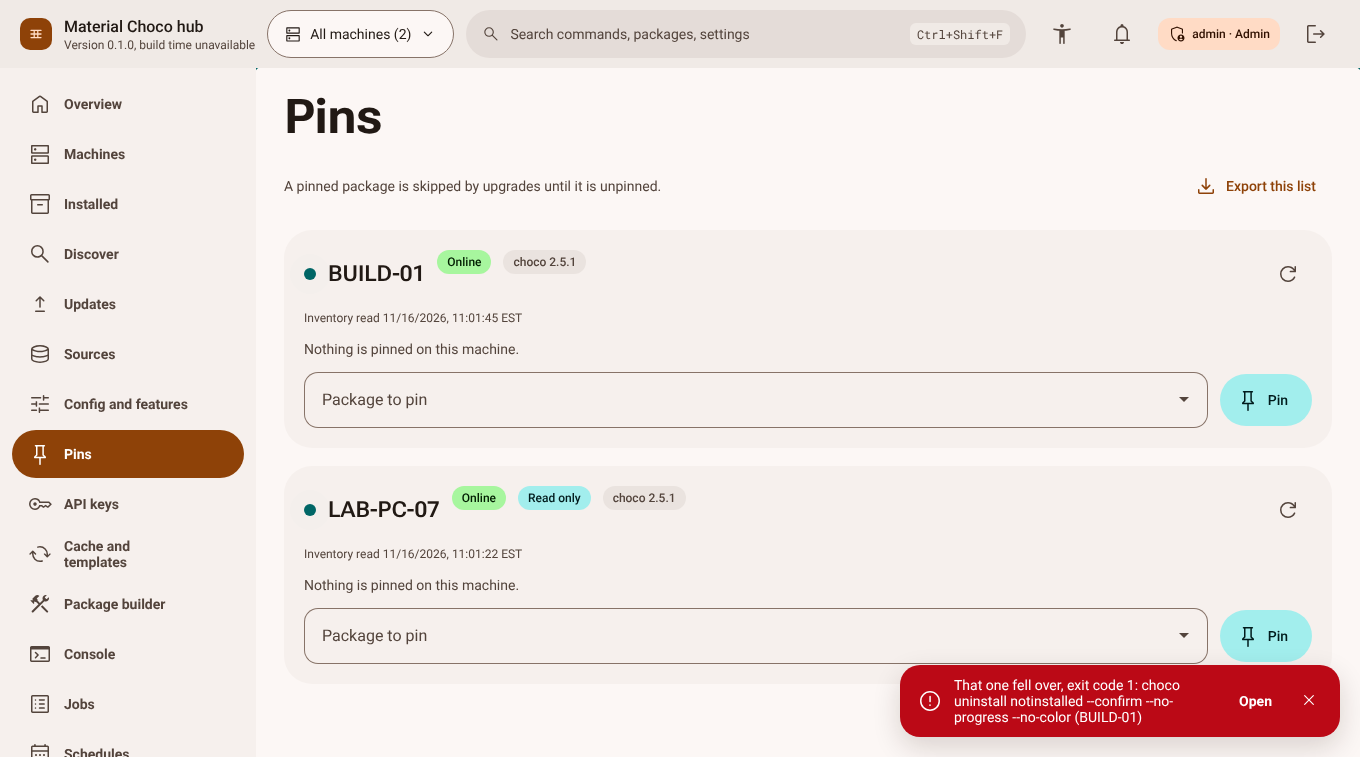 Material Choco hub
Version 0.1.0, build time unavailable
All machines (2)
Search commands, packages, settings
Ctrl+Shift+F
admin · Admin
Overview
Machines
Installed
Discover
Updates
Sources
Config and features
Pins
API keys
Cache and
templates
Package builder
Console
Jobs
Schedules
Pins
A pinned package is skipped by upgrades until it is unpinned.
Export this list
BUILD-01
Online
choco 2.5.1
Inventory read 11/16/2026, 11:01:45 EST
Nothing is pinned on this machine.
Package to pin
Pin
LAB-PC-07
Online
Read only
choco 2.5.1
Inventory read 11/16/2026, 11:01:22 EST
Nothing is pinned on this machine.
Package to pin
Pin
That one fell over, exit code 1: choco
uninstall notinstalled --confirm --no-
progress --no-color (BUILD-01)
Open